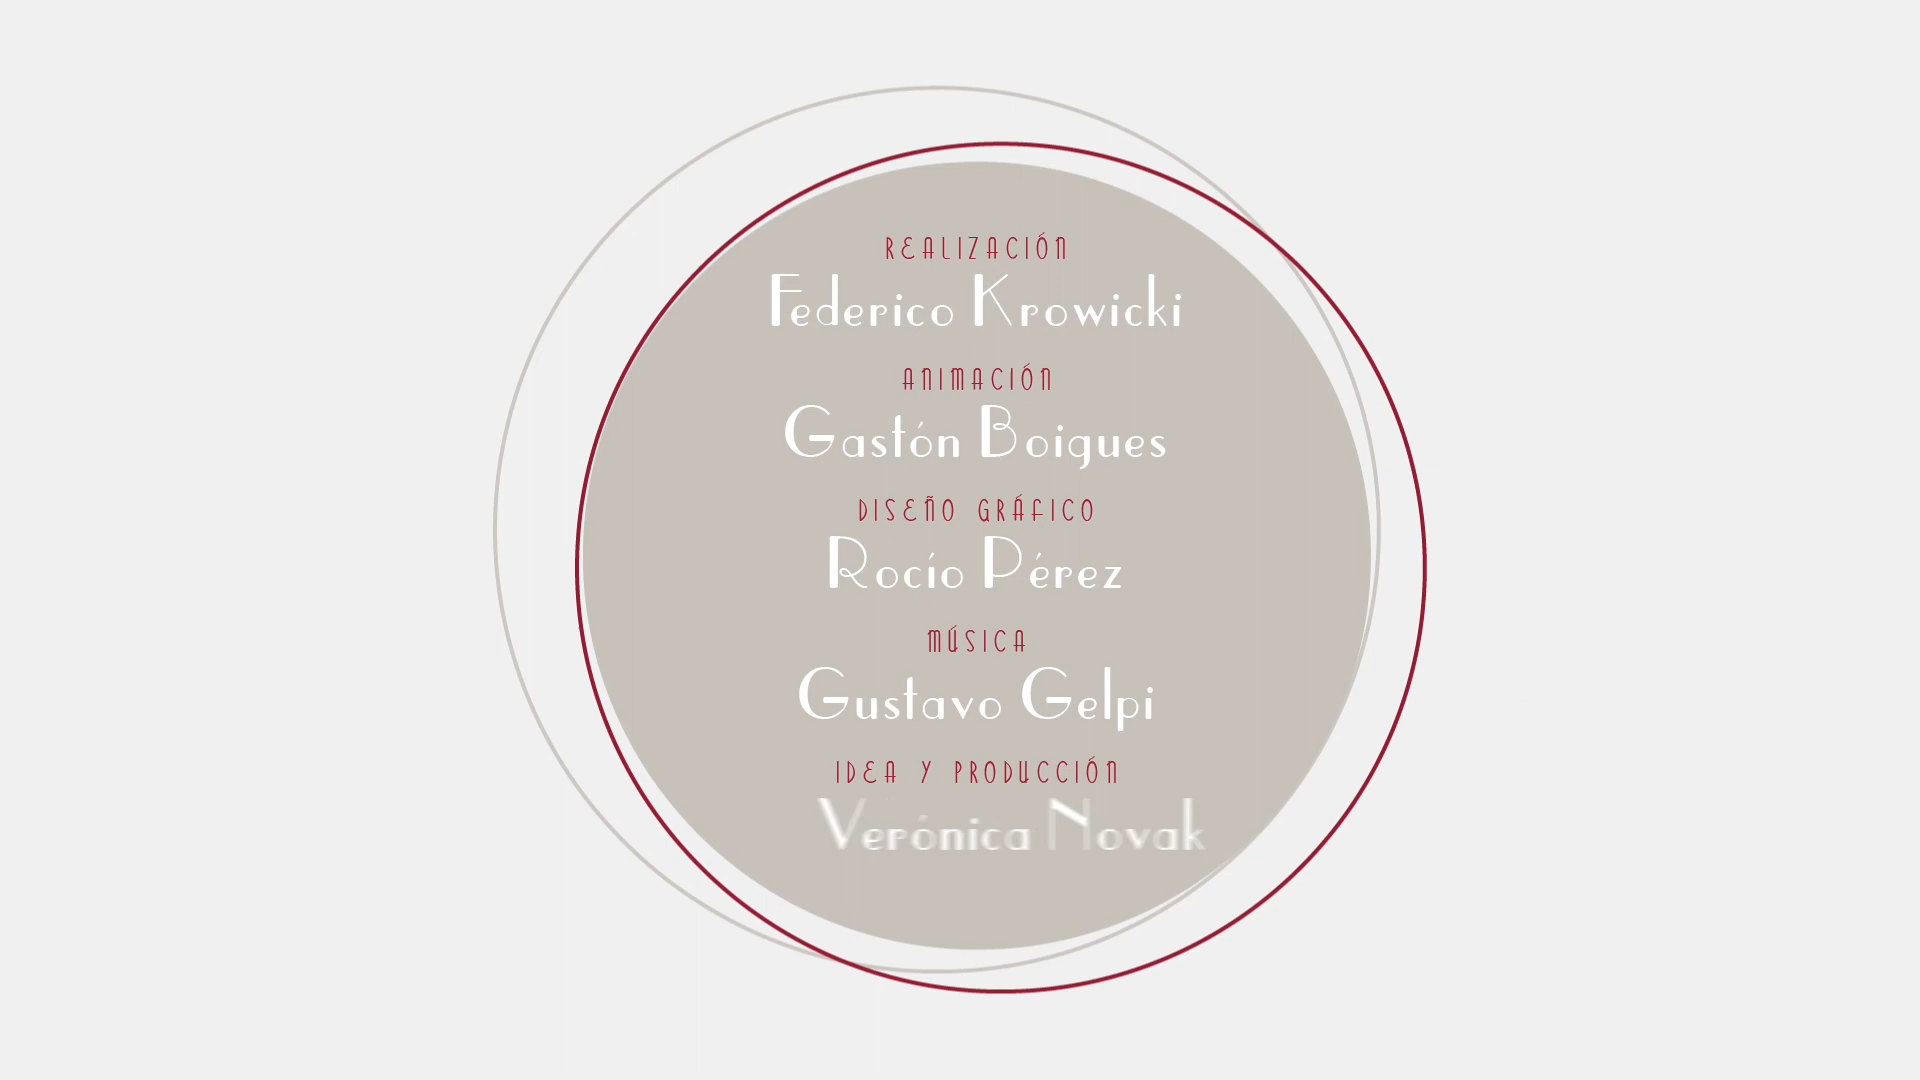 REALIZACIÓN
Federico Krowicki
ANIMACIÓN
Gastón Boigues
DISEÑO GRÁFICO
Rocío Pérez
MÚSICA
Gustavo Gelpi
IDEA Y PRODUCCIÓN
Verónica Novak